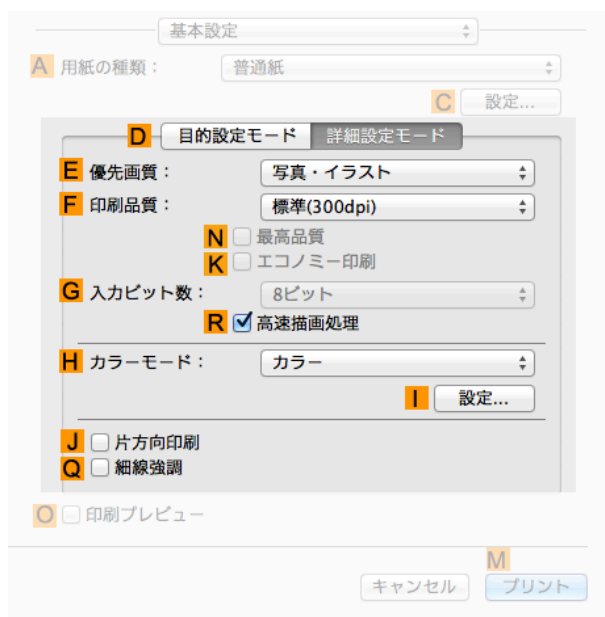 基本設定
A 用紙の種類： 普通紙
C 設定...
D 目的設定モード 詳細設定モード
E 優先画質： 写真・イラスト
F 印刷品質： 標準(300dpi)
N 最高品質
K エコノミー印刷
G 入力ビット数： 8ビット
R 高速描画処理
H カラーモード： カラー
I 設定...
J 片方向印刷
Q 細線強調
O 印刷プレビュー
M
キャンセル プリント